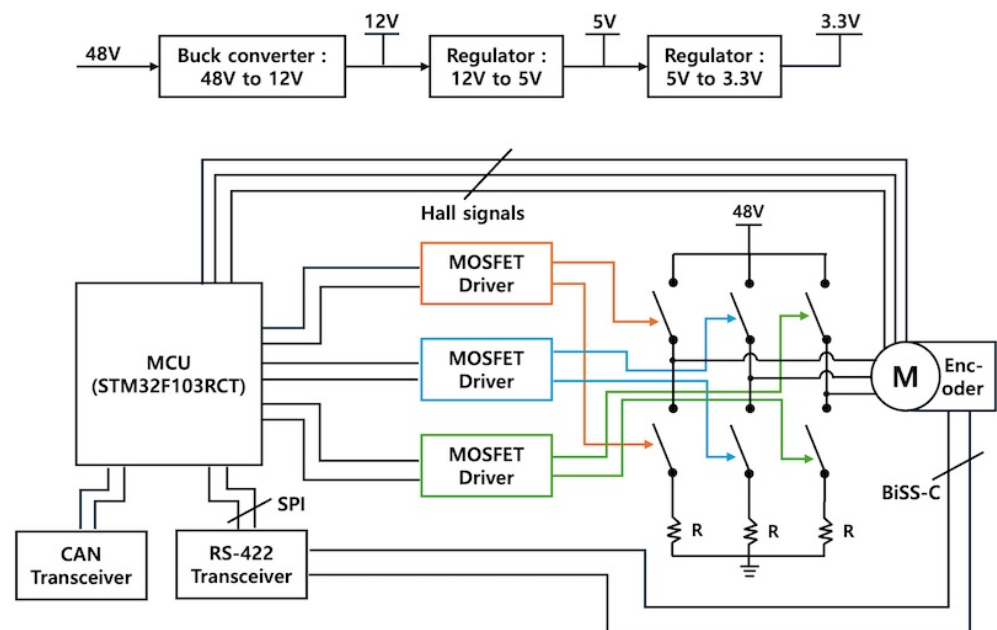 48V
Buck converter :
48V to 12V
12V
Regulator :
12V to 5V
5V
Regulator :
5V to 3.3V
3.3V
Hall signals
MCU
(STM32F103RCT)
MOSFET
Driver
MOSFET
Driver
MOSFET
Driver
48V
M
Enc-
oder
BiSS-C
R
R
R
SPI
CAN
Transceiver
RS-422
Transceiver